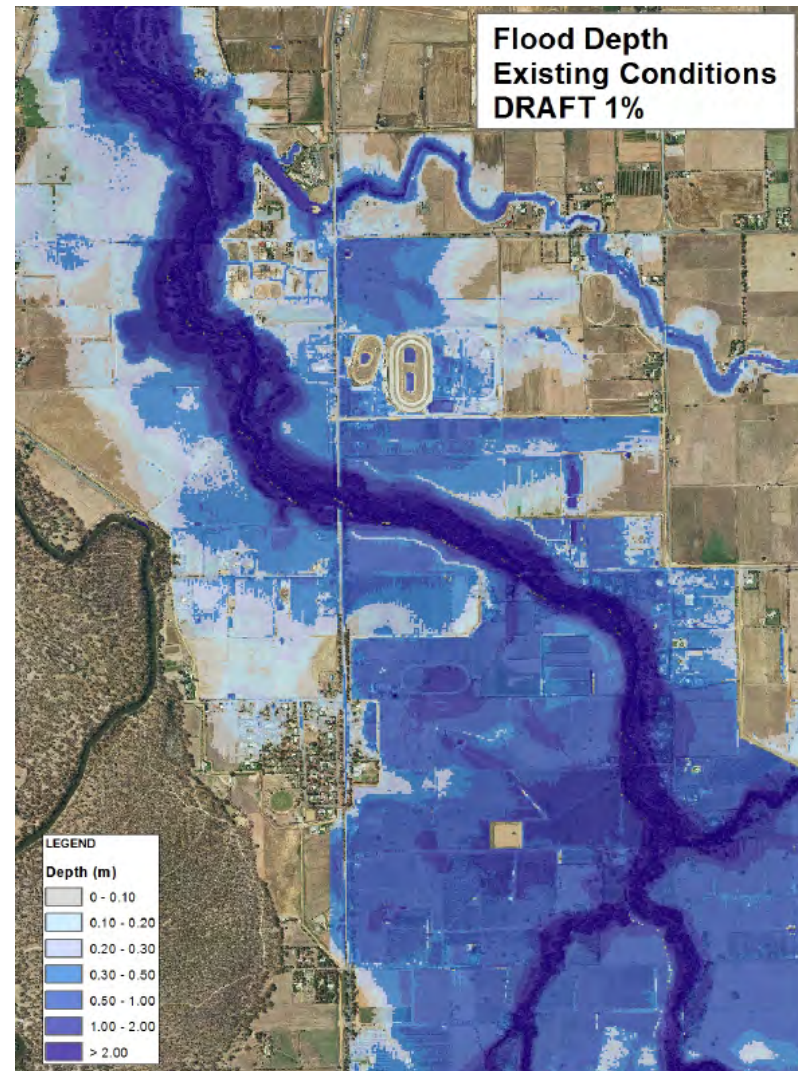 Flood Depth
Existing Conditions
DRAFT 1%
LEGEND
Depth (m)
0 - 0.10
0.10 - 0.20
0.20 - 0.30
0.30 - 0.50
0.50 - 1.00
1.00 - 2.00
> 2.00